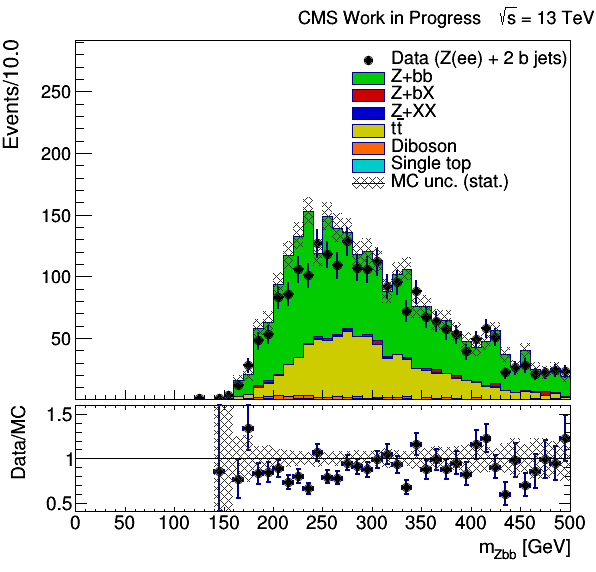 CMS Work in Progress √s = 13 TeV
Events/10.0
250
200
150
100
50
Data (Z(ee) + 2 b jets)
Z+bb
Z+bX
Z+XX
tt̄
Diboson
Single top
MC unc. (stat.)
Data/MC
1.5
1
0.5
0 50 100 150 200 250 300 350 400 450 500
m_Zbb [GeV]